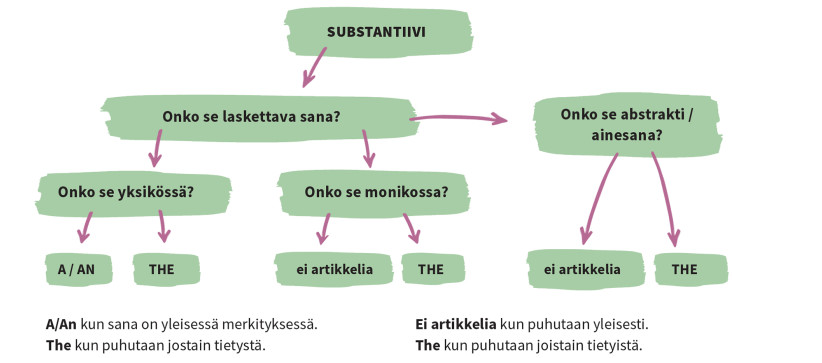 SUBSTANTIIVI
Onko se laskettava sana?
Onko se abstrakti /
ainesana?
Onko se yksikössä?
Onko se monikossa?
A / AN
THE
ei artikkelia
THE
ei artikkelia
THE
A/An kun sana on yleisessä merkityksessä.
The kun puhutaan jostain tietystä.
Ei artikkelia kun puhutaan yleisesti.
The kun puhutaan joistain tietyistä.